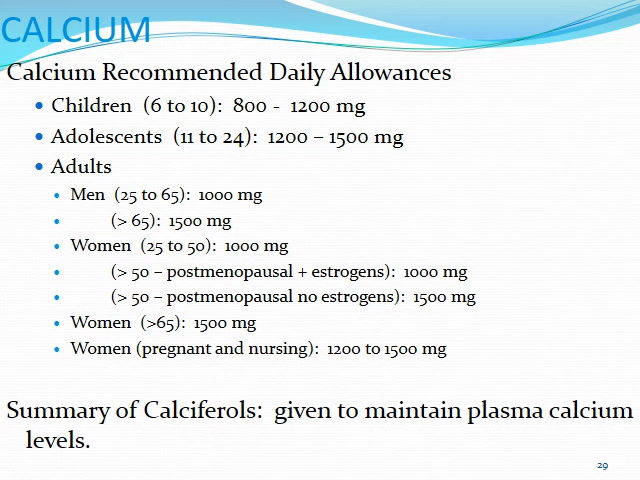 CALCIUM
Calcium Recommended Daily Allowances
• Children (6 to 10): 800 - 1200 mg
• Adolescents (11 to 24): 1200 – 1500 mg
• Adults
• Men (25 to 65): 1000 mg
• (> 65): 1500 mg
• Women (25 to 50): 1000 mg
• (> 50 – postmenopausal + estrogens): 1000 mg
• (> 50 – postmenopausal no estrogens): 1500 mg
• Women (>65): 1500 mg
• Women (pregnant and nursing): 1200 to 1500 mg
Summary of Calciferols: given to maintain plasma calcium
levels.
29